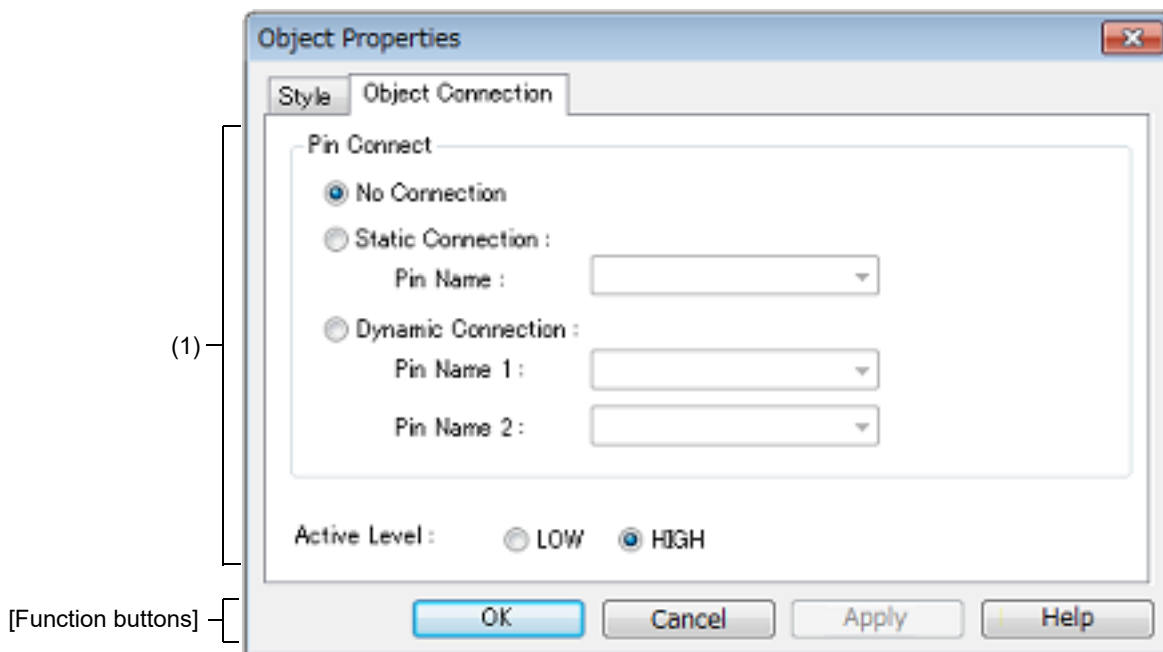 Object Properties
Style Object Connection
Pin Connect
No Connection
Static Connection :
Pin Name :
Dynamic Connection :
(1)
Pin Name 1 :
Pin Name 2 :
Active Level : LOW HIGH
[Function buttons]
OK Cancel Apply Help